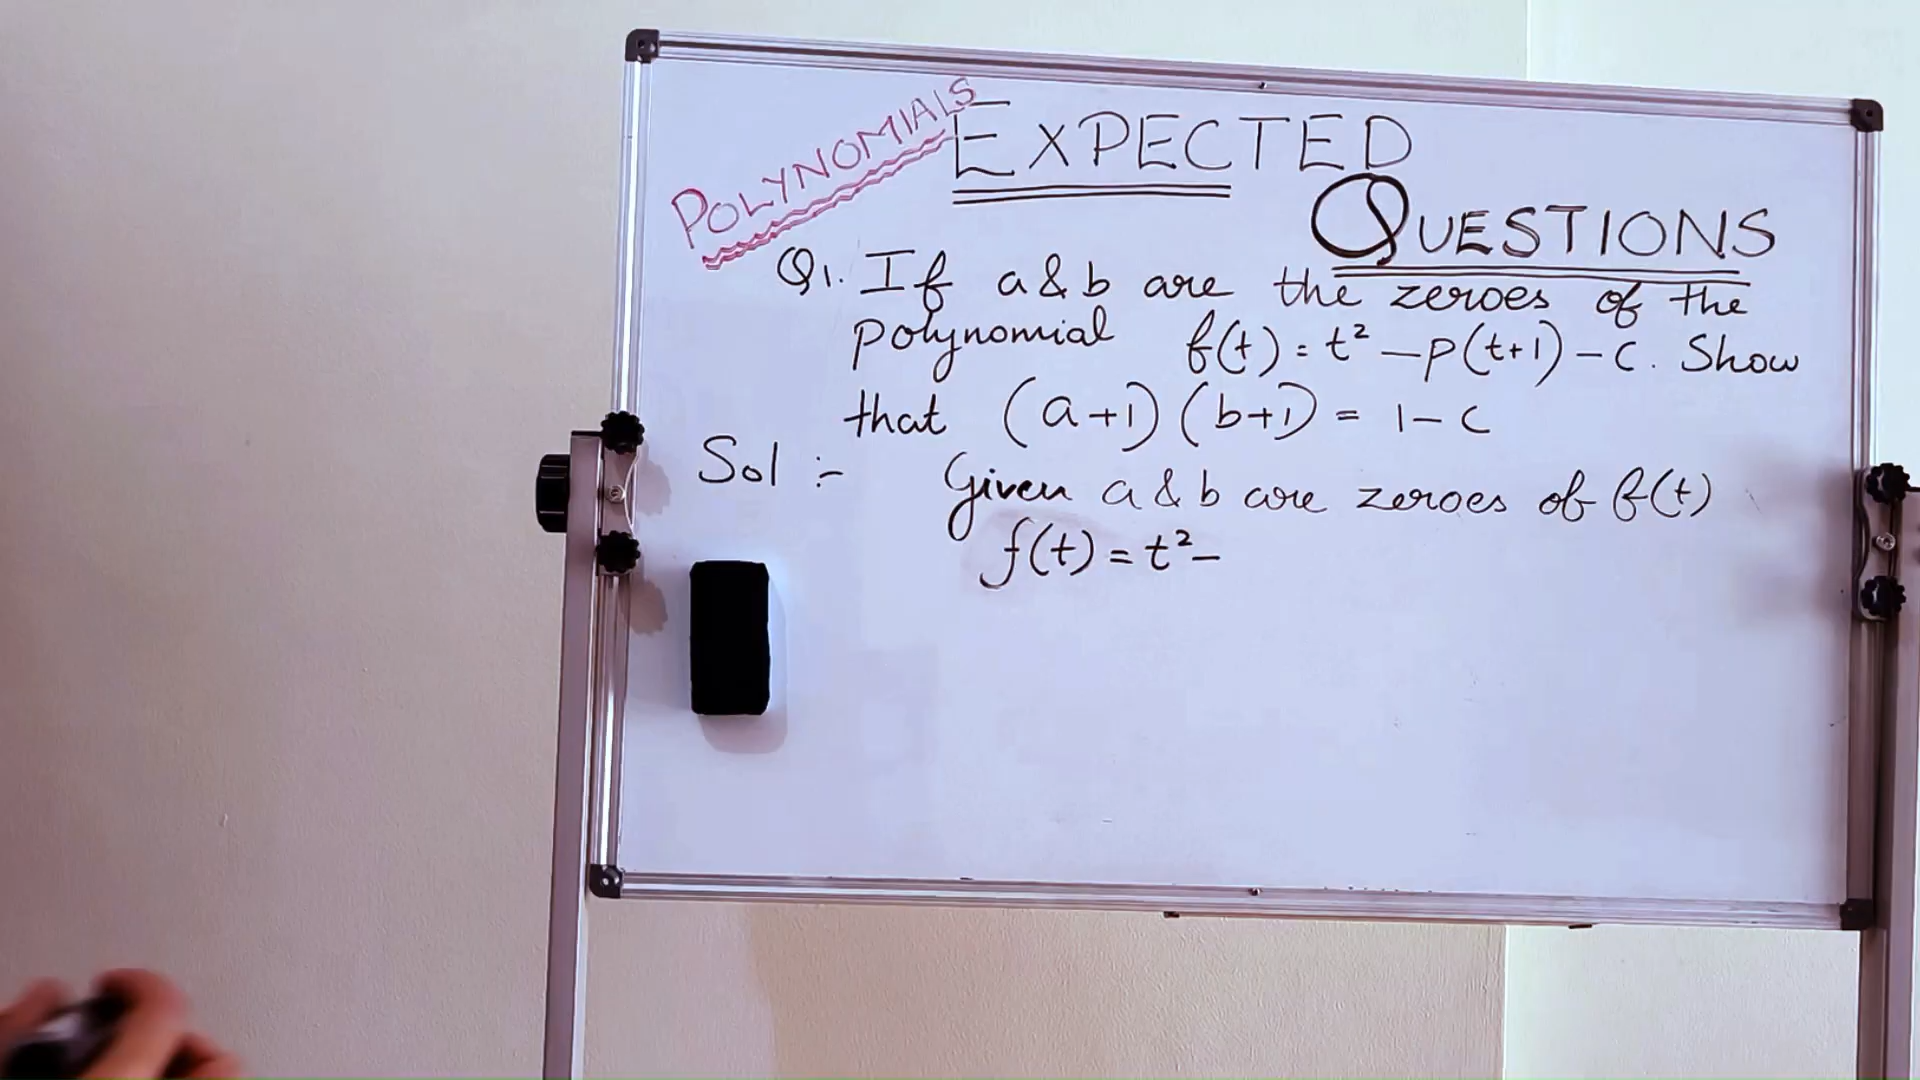 POLYNOMIALS
EXPECTED
QUESTIONS
Q1. If a & b are the zeroes of the
polynomial f(t) = t² - p(t+1) - c. Show
that (a+1) (b+1) = 1 - c
Sol :- Given a & b are zeroes of f(t)
f(t) = t² -